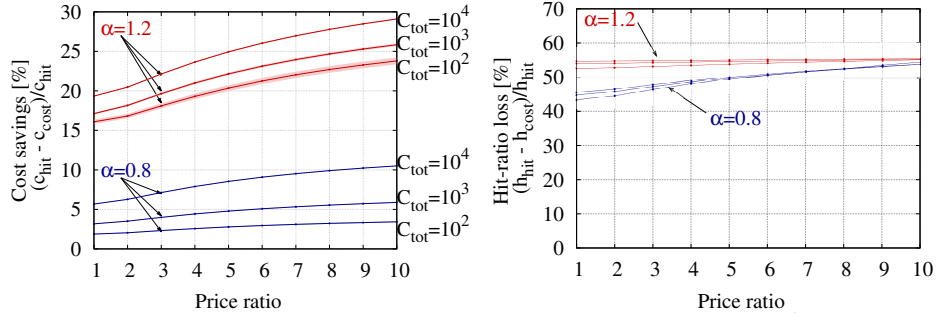 Cost savings [%]
(c_hit - c_cost)/c_hit
30
25
20
15
10
5
0
α=1.2
α=0.8
C_tot=10^4
C_tot=10^3
C_tot=10^2
C_tot=10^4
C_tot=10^3
C_tot=10^2
1 2 3 4 5 6 7 8 9 10
Price ratio
Hit-ratio loss [%]
(h_hit - h_cost)/h_hit
70
60
50
40
30
20
10
0
α=1.2
α=0.8
1 2 3 4 5 6 7 8 9 10
Price ratio